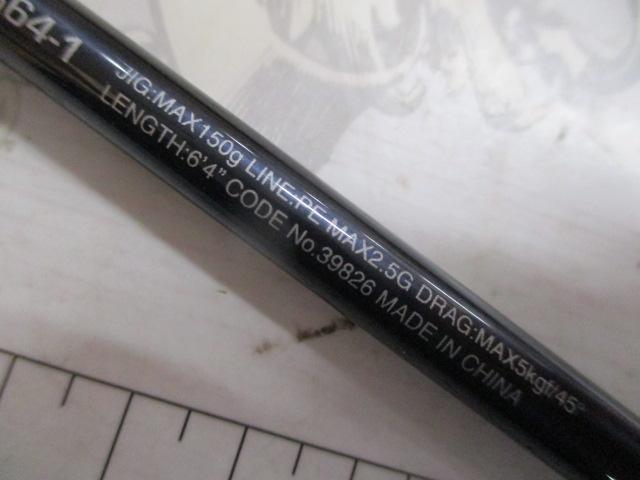 64-1
JIG:MAX150g LINE:PE MAX2.5G DRAG:MAX5kgf/45°
LENGTH:6'4" CODE No.39826 MADE IN CHINA